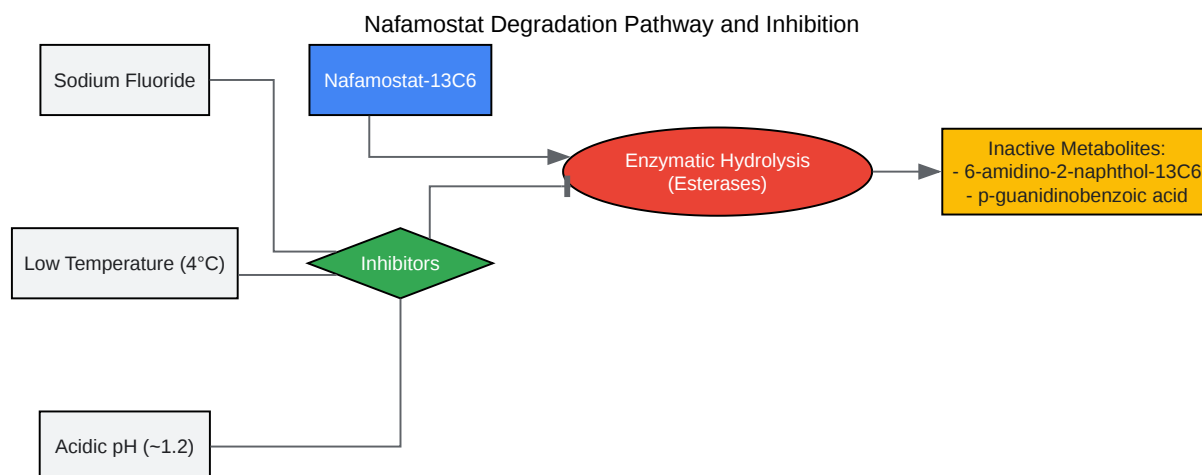 Nafamostat Degradation Pathway and Inhibition
Sodium Fluoride
Nafamostat-13C6
Enzymatic Hydrolysis
(Esterases)
Inactive Metabolites:
- 6-amidino-2-naphthol-13C6
- p-guanidinobenzoic acid
Low Temperature (4°C)
Inhibitors
Acidic pH (~1.2)